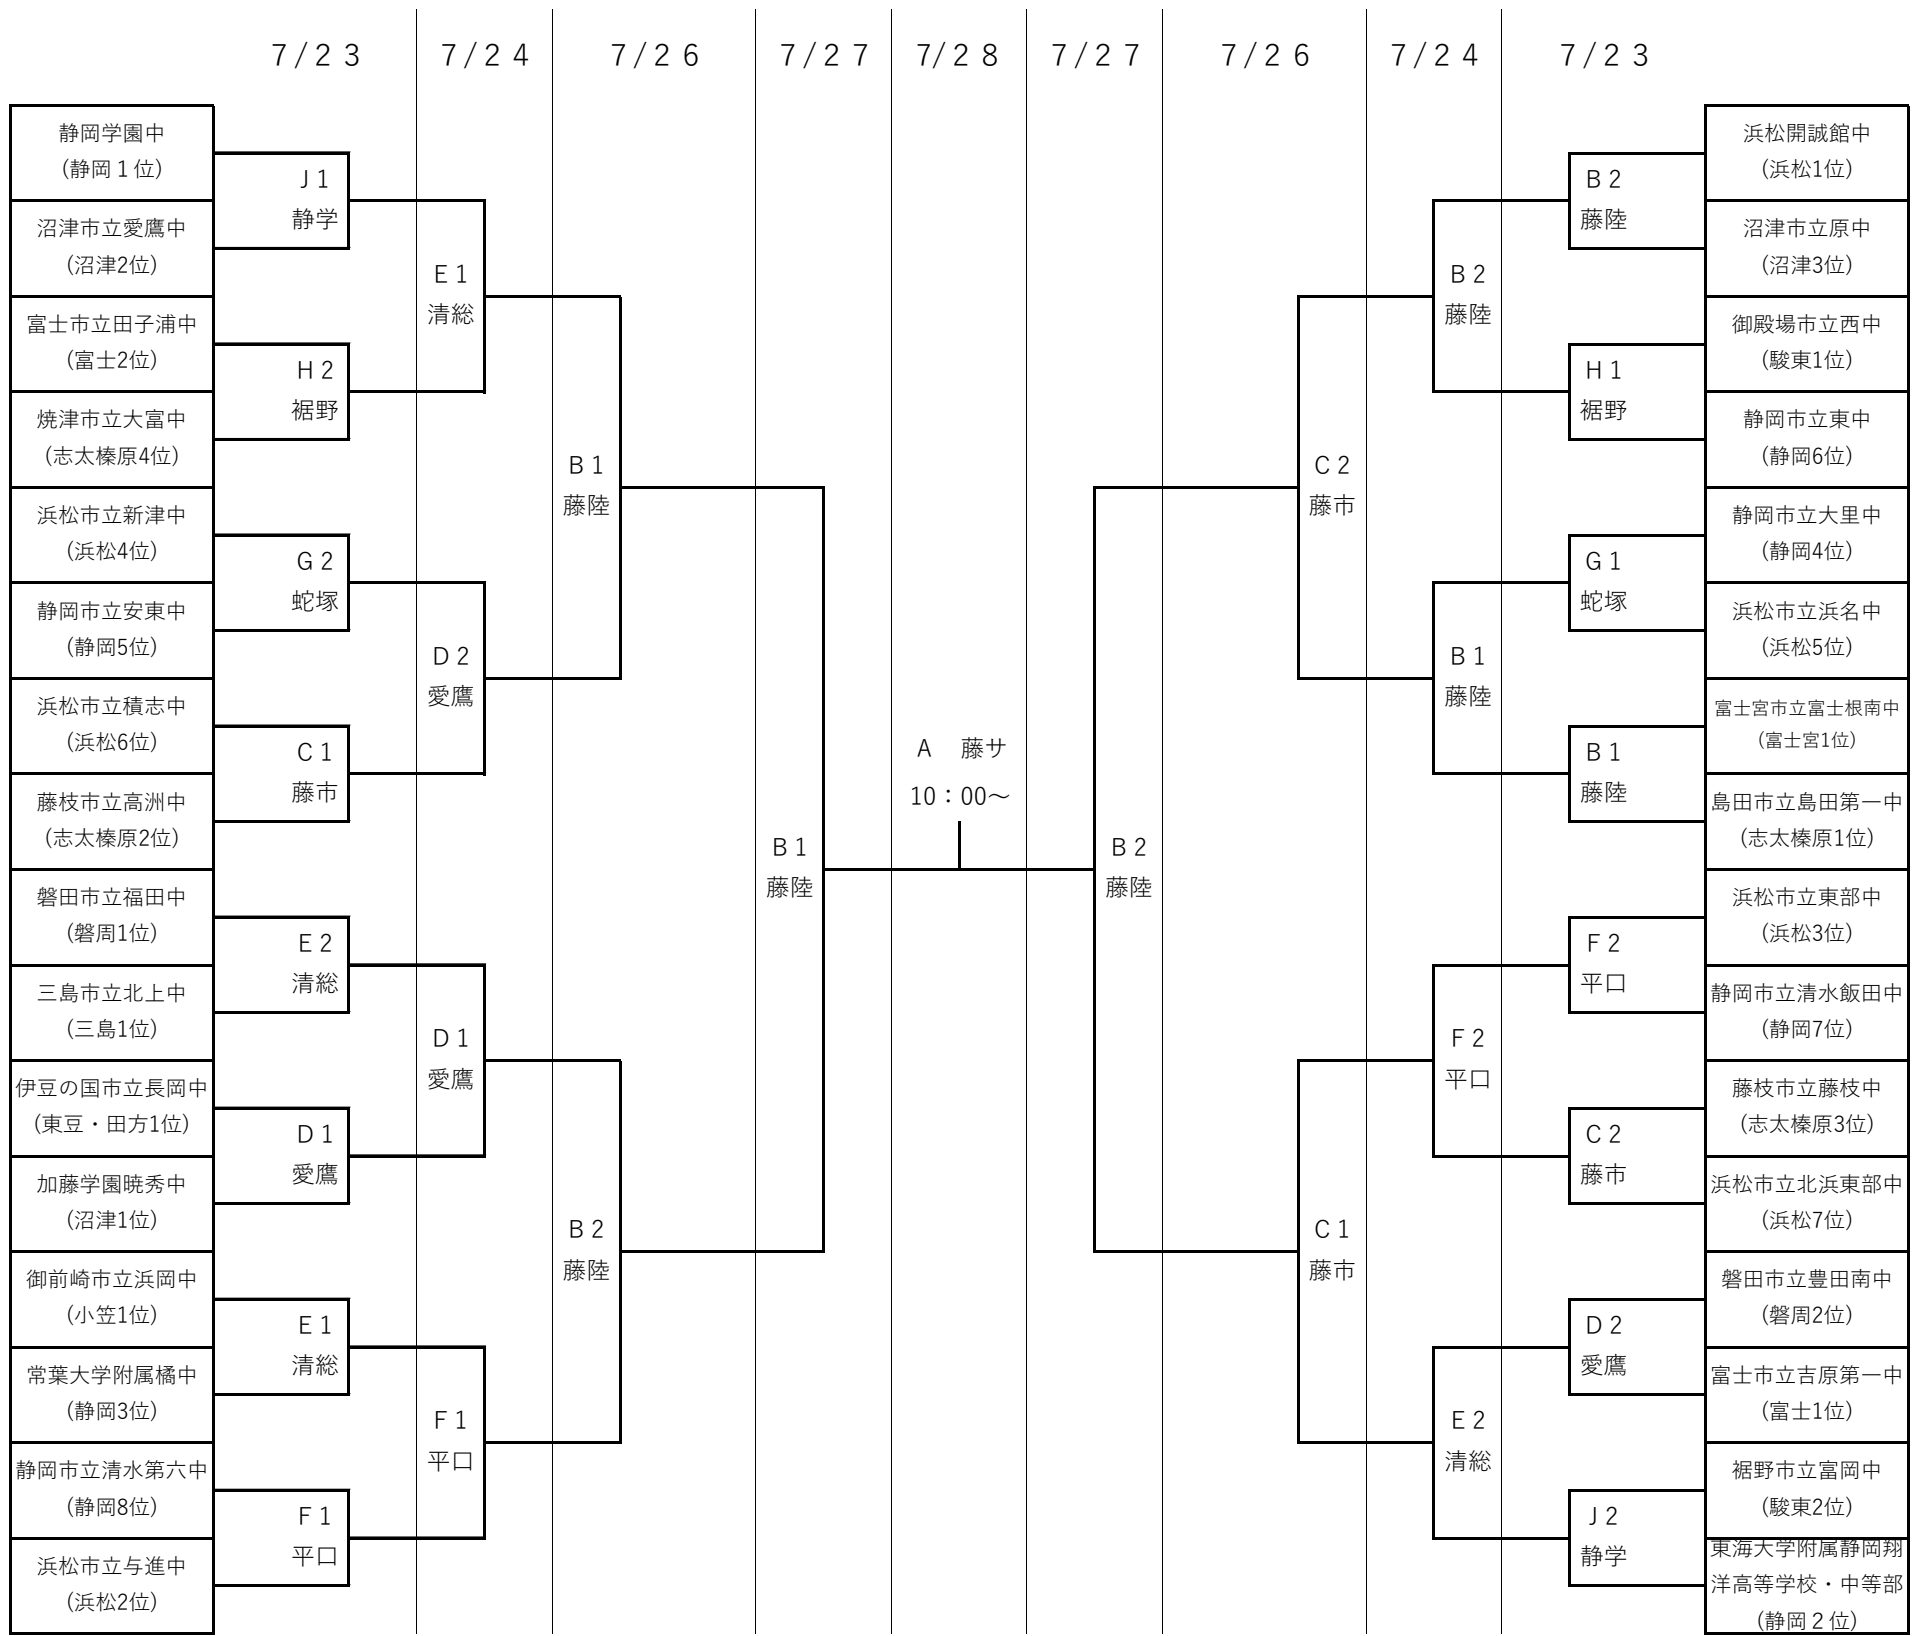 ７/２３
７/２４
７/２６
７/２７
７/２８
７/２７
７/２６
７/２４
７/２３
静岡学園中
(静岡１位)
沼津市立愛鷹中
(沼津2位)
富士市立田子浦中
(富士2位)
焼津市立大富中
(志太榛原4位)
浜松市立新津中
(浜松4位)
静岡市立安東中
(静岡5位)
浜松市立積志中
(浜松6位)
藤枝市立高洲中
(志太榛原2位)
磐田市立福田中
(磐周1位)
三島市立北上中
(三島1位)
伊豆の国市立長岡中
(東豆・田方1位)
加藤学園暁秀中
(沼津1位)
御前崎市立浜岡中
(小笠1位)
常葉大学附属橘中
(静岡3位)
静岡市立清水第六中
(静岡8位)
浜松市立与進中
(浜松2位)
Ｊ１
静学
Ｈ２
裾野
Ｇ２
蛇塚
Ｃ１
藤市
Ｅ２
清総
Ｄ１
愛鷹
Ｅ１
清総
Ｆ１
平口
Ｅ１
清総
Ｄ２
愛鷹
Ｄ１
愛鷹
Ｆ１
平口
Ｂ１
藤陸
Ｂ２
藤陸
Ｂ１
藤陸
Ａ　藤サ
10：00～
Ｂ２
藤陸
Ｃ２
藤市
Ｃ１
藤市
Ｂ２
藤陸
Ｂ１
藤陸
Ｆ２
平口
Ｅ２
清総
Ｂ２
藤陸
Ｈ１
裾野
Ｇ１
蛇塚
Ｂ１
藤陸
Ｆ２
平口
Ｃ２
藤市
Ｄ２
愛鷹
Ｊ２
静学
浜松開誠館中
(浜松1位)
沼津市立原中
(沼津3位)
御殿場市立西中
(駿東1位)
静岡市立東中
(静岡6位)
静岡市立大里中
(静岡4位)
浜松市立浜名中
(浜松5位)
富士宮市立富士根南中
(富士宮1位)
島田市立島田第一中
(志太榛原1位)
浜松市立東部中
(浜松3位)
静岡市立清水飯田中
(静岡7位)
藤枝市立藤枝中
(志太榛原3位)
浜松市立北浜東部中
(浜松7位)
磐田市立豊田南中
(磐周2位)
富士市立吉原第一中
(富士1位)
裾野市立富岡中
(駿東2位)
東海大学附属静岡翔
洋高等学校・中等部
(静岡２位)